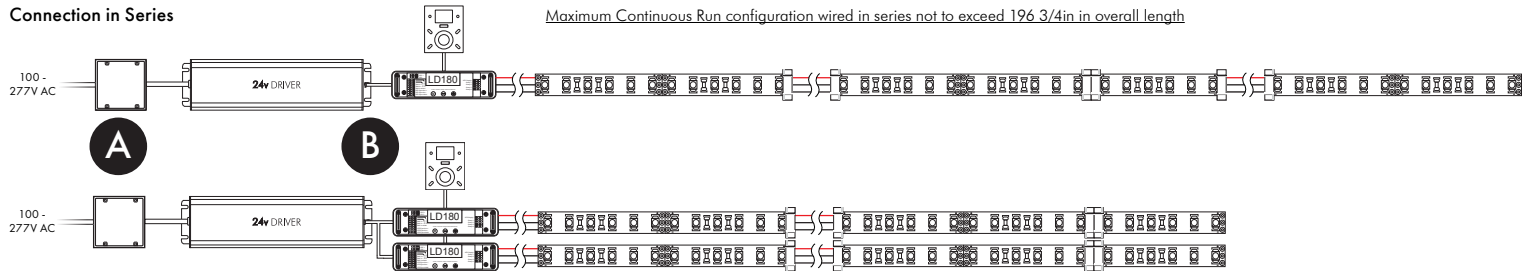 Connection in Series
Maximum Continuous Run configuration wired in series not to exceed 196 3/4in in overall length
100 -
277V AC
24v DRIVER
LD180
A
B
100 -
277V AC
24v DRIVER
LD180
LD180